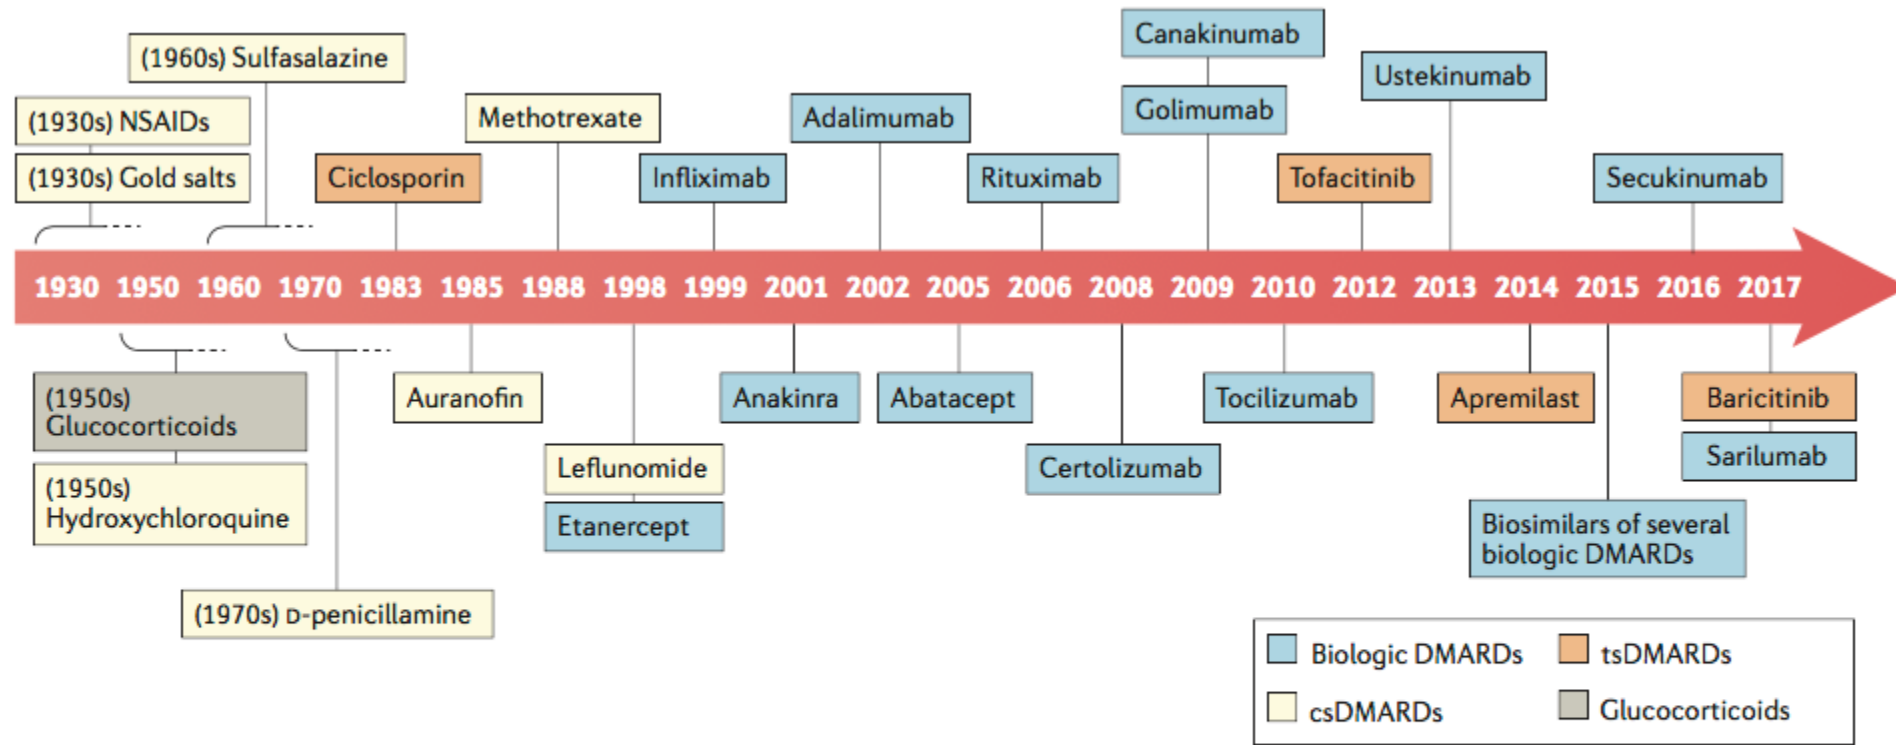 (1960s) Sulfasalazine
(1930s) NSAIDs
(1930s) Gold salts
Ciclosporin
Methotrexate
Infliximab
Adalimumab
Rituximab
Canakinumab
Golimumab
Tofacitinib
Ustekinumab
Secukinumab
1930 1950 1960 1970 1983 1985 1988 1998 1999 2001 2002 2005 2006 2008 2009 2010 2012 2013 2014 2015 2016 2017
(1950s)
Glucocorticoids
(1950s)
Hydroxychloroquine
(1970s) D-penicillamine
Auranofin
Leflunomide
Etanercept
Anakinra
Abatacept
Certolizumab
Tocilizumab
Apremilast
Biosimilars of several
biologic DMARDs
Baricitinib
Sarilumab
Biologic DMARDs
tsDMARDs
csDMARDs
Glucocorticoids